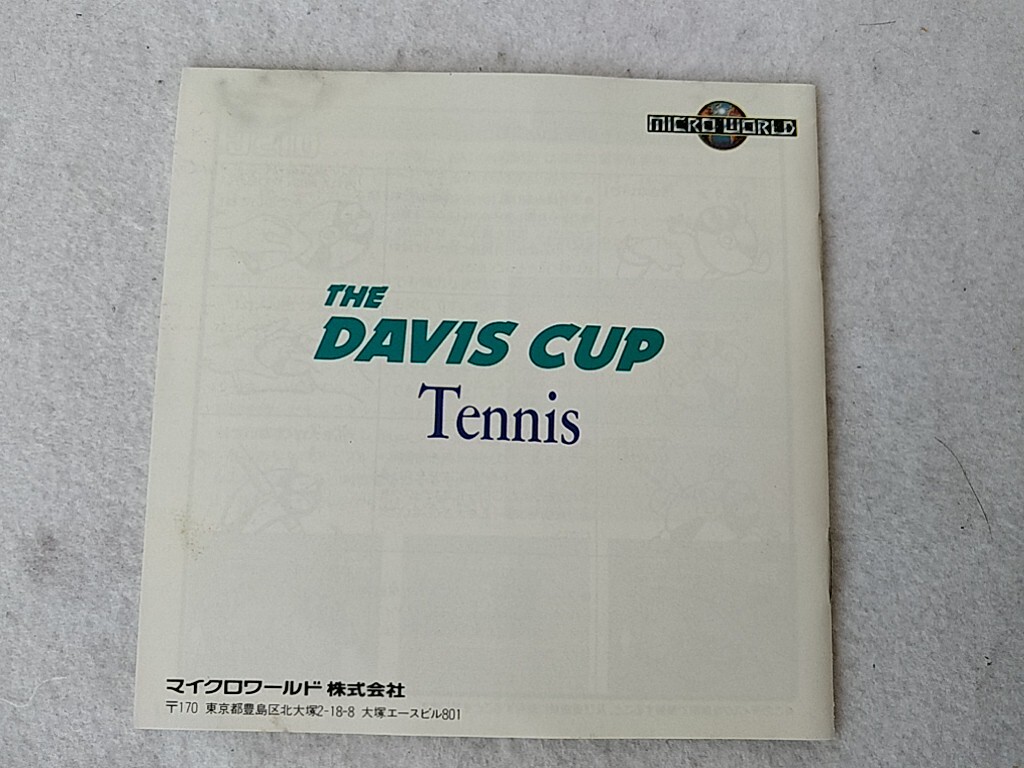 MICRO WORLD
THE
DAVIS CUP
Tennis
マイクロワールド 株式会社
〒170 東京都豊島区北大塚2-18-8 大塚エースビル801